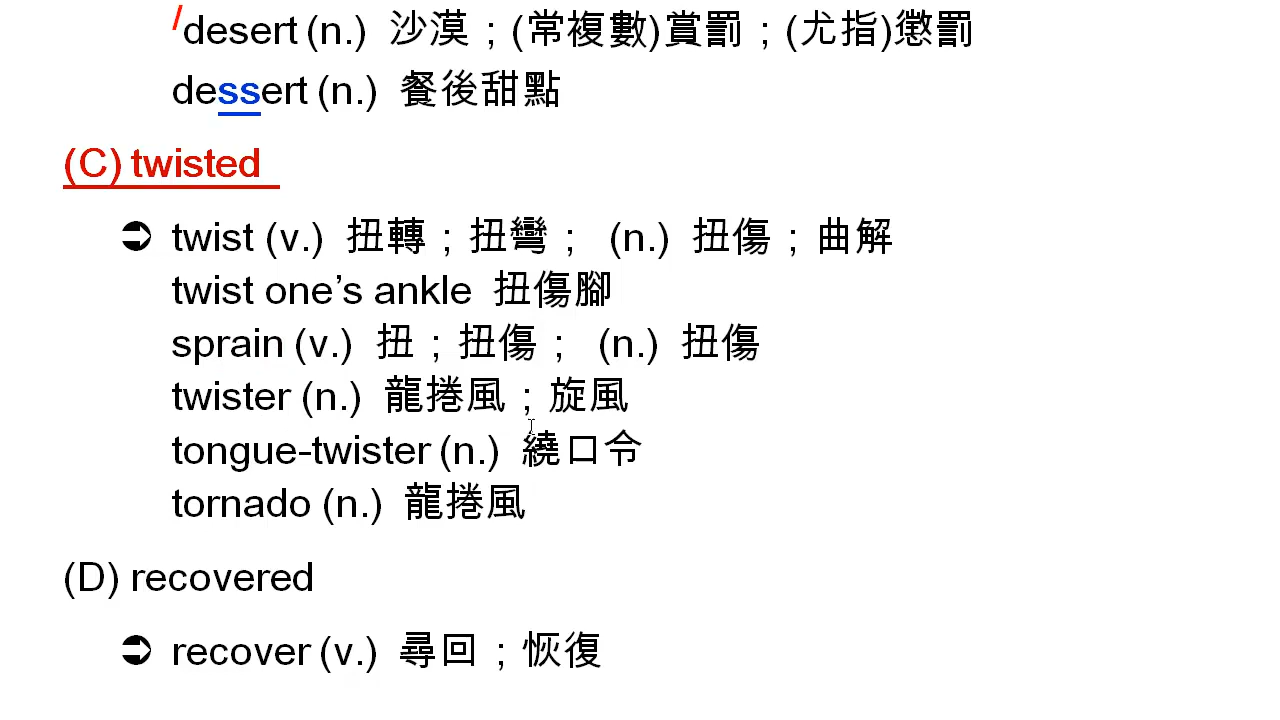 desert (n.) 沙漠；(常複數)賞罰；(尤指)懲罰
dessert (n.) 餐後甜點
(C) twisted
➲ twist (v.) 扭轉；扭彎； (n.) 扭傷；曲解
twist one’s ankle 扭傷腳
sprain (v.) 扭；扭傷； (n.) 扭傷
twister (n.) 龍捲風；旋風
tongue-twister (n.) 繞口令
tornado (n.) 龍捲風
(D) recovered
➲ recover (v.) 尋回；恢復